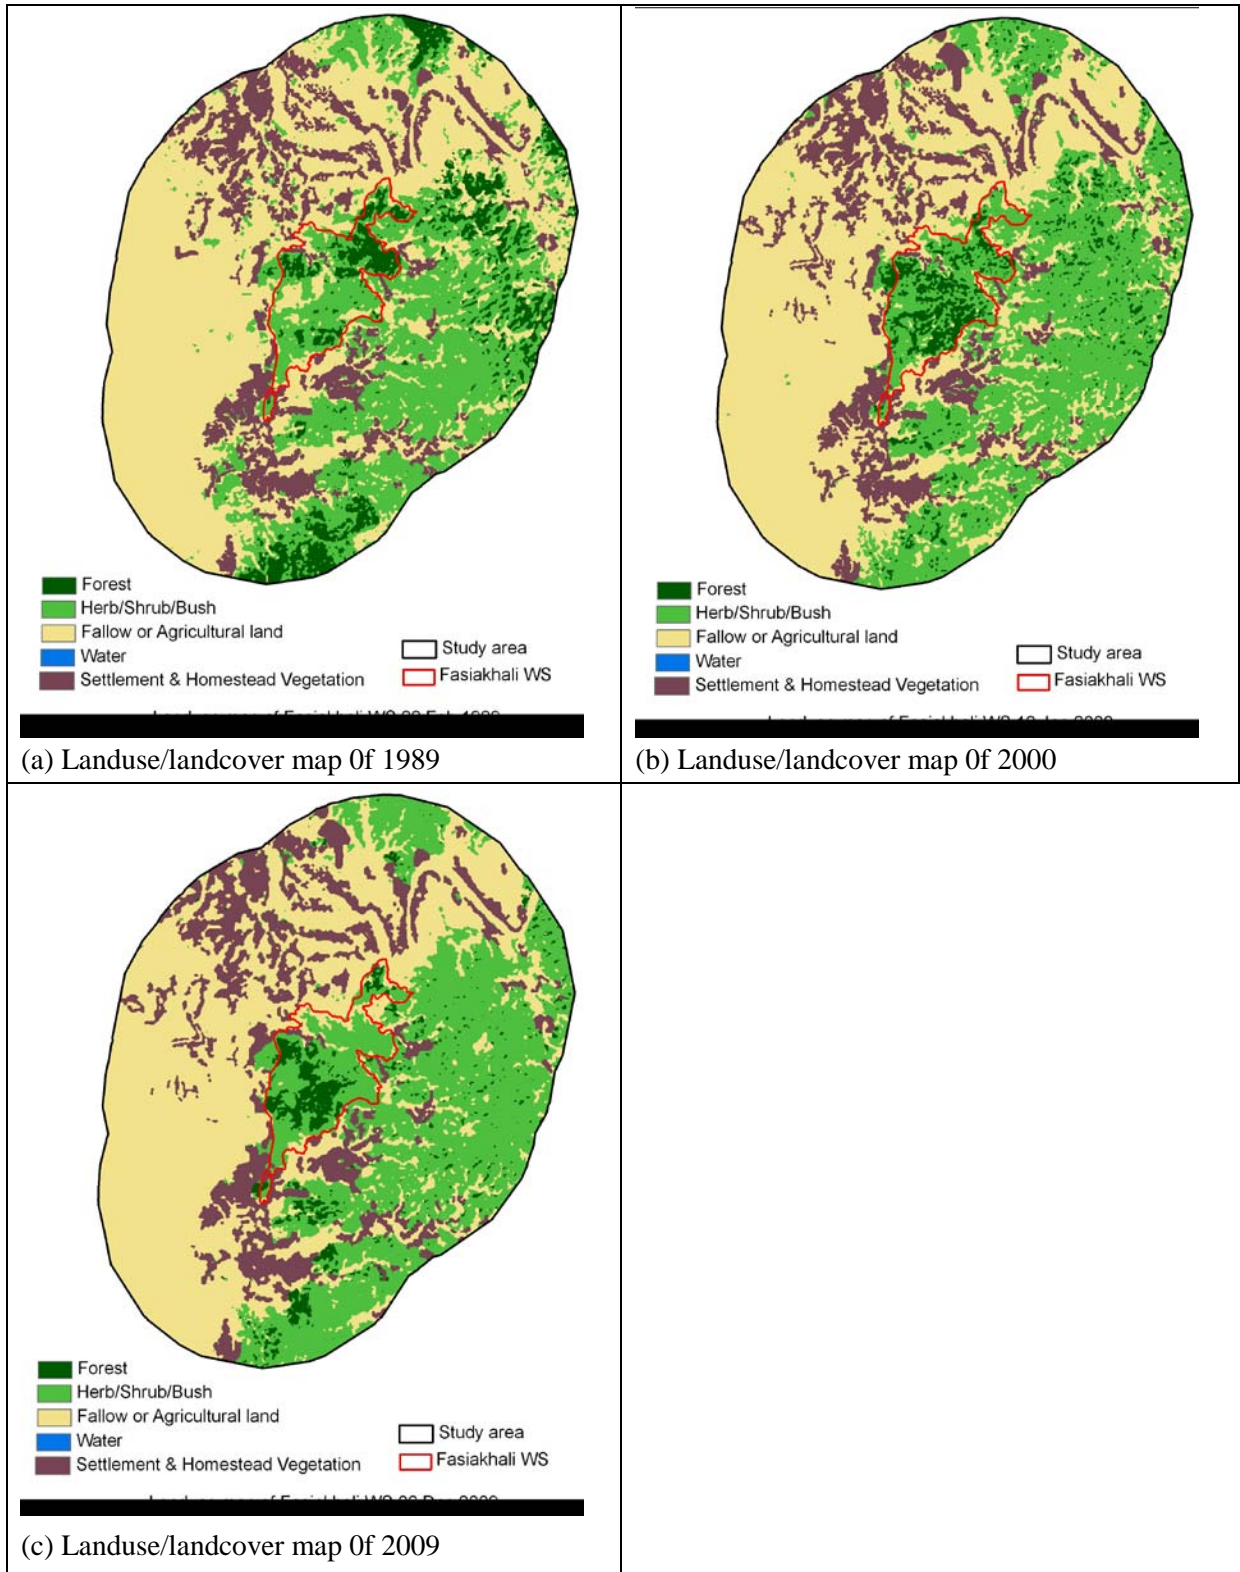 Forest
Herb/Shrub/Bush
Fallow or Agricultural land
Water
Settlement & Homestead Vegetation
Study area
Fasiakhali WS
(a) Landuse/landcover map 0f 1989
Forest
Herb/Shrub/Bush
Fallow or Agricultural land
Water
Settlement & Homestead Vegetation
Study area
Fasiakhali WS
(b) Landuse/landcover map 0f 2000
Forest
Herb/Shrub/Bush
Fallow or Agricultural land
Water
Settlement & Homestead Vegetation
Study area
Fasiakhali WS
(c) Landuse/landcover map 0f 2009